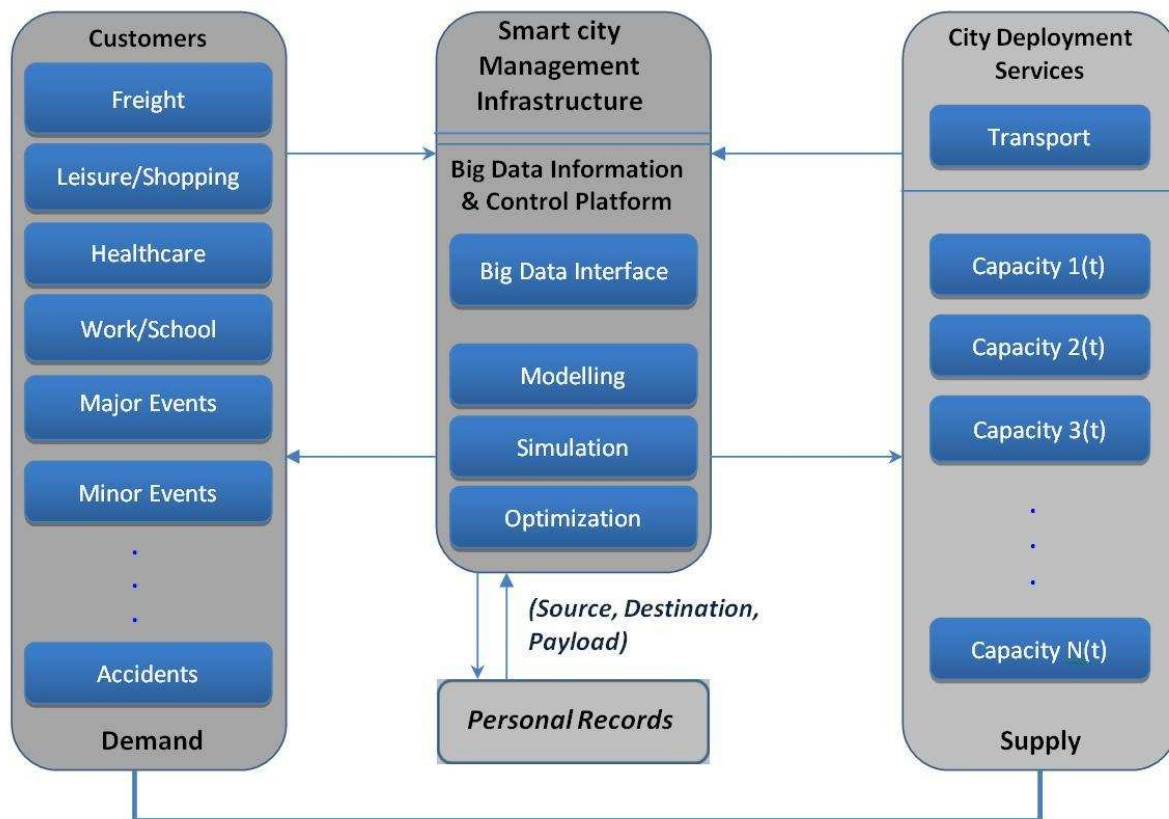 Customers
Freight
Leisure/Shopping
Healthcare
Work/School
Major Events
Minor Events
.
.
.
Accidents
Demand
Smart city
Management
Infrastructure
Big Data Information
& Control Platform
Big Data Interface
Modelling
Simulation
Optimization
(Source, Destination,
Payload)
Personal Records
City Deployment
Services
Transport
Capacity 1(t)
Capacity 2(t)
Capacity 3(t)
.
.
.
Capacity N(t)
Supply